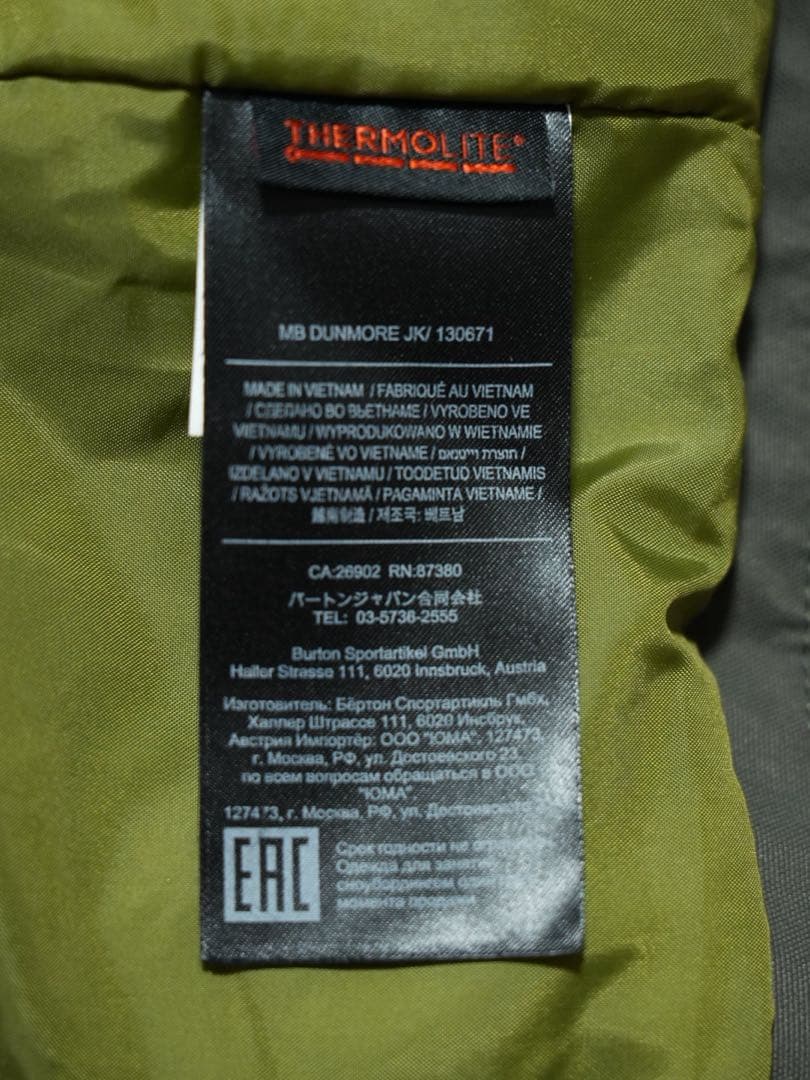 THERMOLITE®
MB DUNMORE JK/ 130671
MADE IN VIETNAM / FABRIQUÉ AU VIETNAM
/ СДЕЛАНО ВО ВЬЕТНАМЕ / VYROBENO VE
VIETNAMU / WYPRODUKOWANO W WIETNAMIE
/ VYROBENÉ VO VIETNAME / תוצרת וייטנאם /
IZDELANO V VIETNAMU / TOODETUD VIETNAMIS
/ RAŽOTS VJETNAMĀ / PAGAMINTA VIETNAME /
越南制造 / 제조국: 베트남
CA:26902 RN:87380
バートンジャパン合同会社
TEL: 03-5736-2555
Burton Sportartikel GmbH
Haller Strasse 111, 6020 Innsbruck, Austria
Изготовитель: Бёртон Спортартикль Гмбх,
Халлер Штрассе 111, 6020 Инсбрук,
Австрия Импортёр: ООО "ЮМА", 127473,
г. Москва, РФ, ул. Достоевского 23,
по всем вопросам обращаться в ООО
"ЮМА"
127473, г. Москва, РФ, ул. Достоевского
EAC
Срок годности не
Одежда для занятий
сноубордизмом
момента продажи